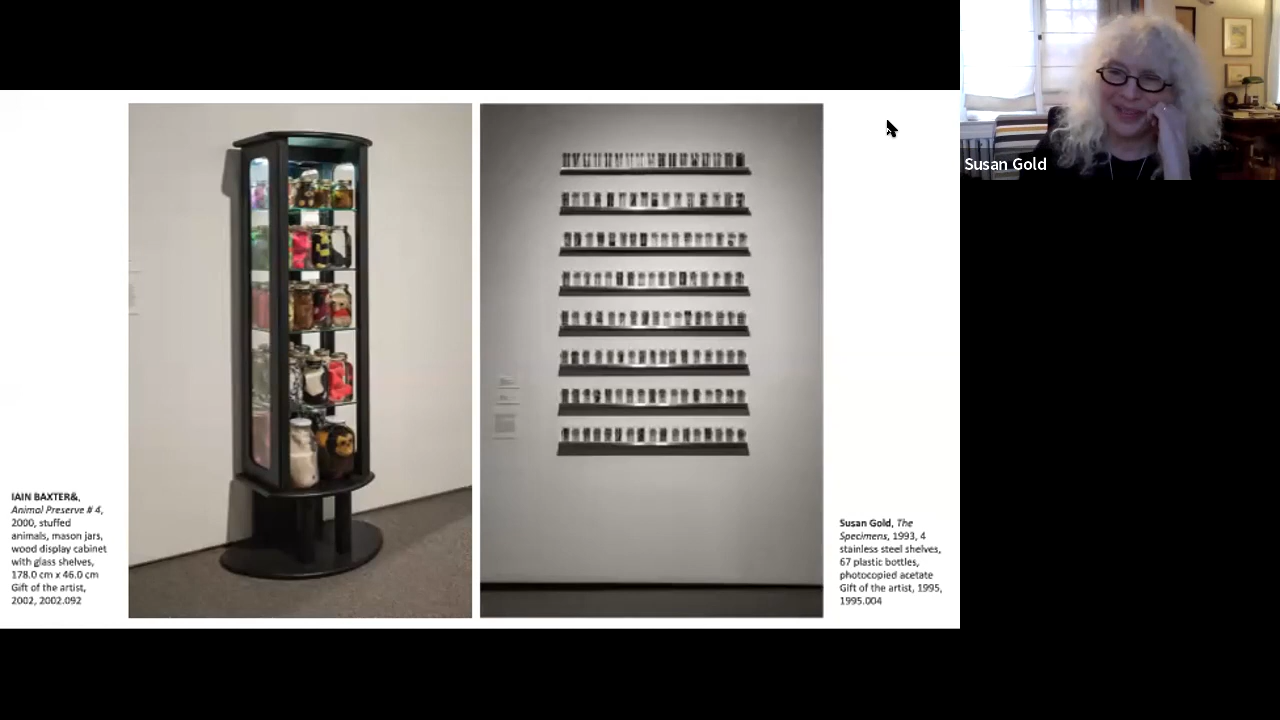 Susan Gold
IAIN BAXTER&,
Animal Preserve # 4,
2000, stuffed
animals, mason jars,
wood display cabinet
with glass shelves,
178.0 cm x 46.0 cm
Gift of the artist,
2002, 2002.092
Susan Gold, The
Specimens, 1993, 4
stainless steel shelves,
67 plastic bottles,
photocopied acetate
Gift of the artist, 1995,
1995.004